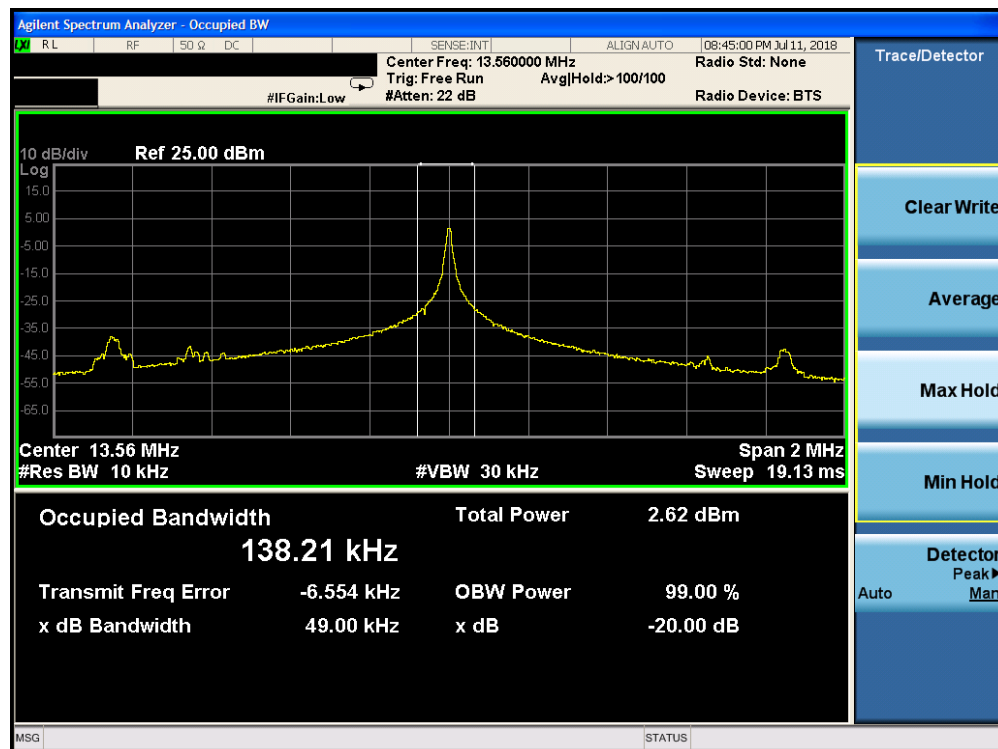 Agilent Spectrum Analyzer - Occupied BW
LXI RL RF 50 Ω DC SENSE:INT ALIGN AUTO 08:45:00 PM Jul 11, 2018
Center Freq: 13.560000 MHz Radio Std: None
Trig: Free Run Avg|Hold:>100/100
#IFGain:Low #Atten: 22 dB Radio Device: BTS
10 dB/div Ref 25.00 dBm
Log
15.0
5.00
-5.00
-15.0
-25.0
-35.0
-45.0
-55.0
-65.0
Center 13.56 MHz Span 2 MHz
#Res BW 10 kHz #VBW 30 kHz Sweep 19.13 ms
Occupied Bandwidth Total Power 2.62 dBm
138.21 kHz
Transmit Freq Error -6.554 kHz OBW Power 99.00 %
x dB Bandwidth 49.00 kHz x dB -20.00 dB
MSG STATUS
Trace/Detector
Clear Write
Average
Max Hold
Min Hold
Detector
Peak
Auto Man